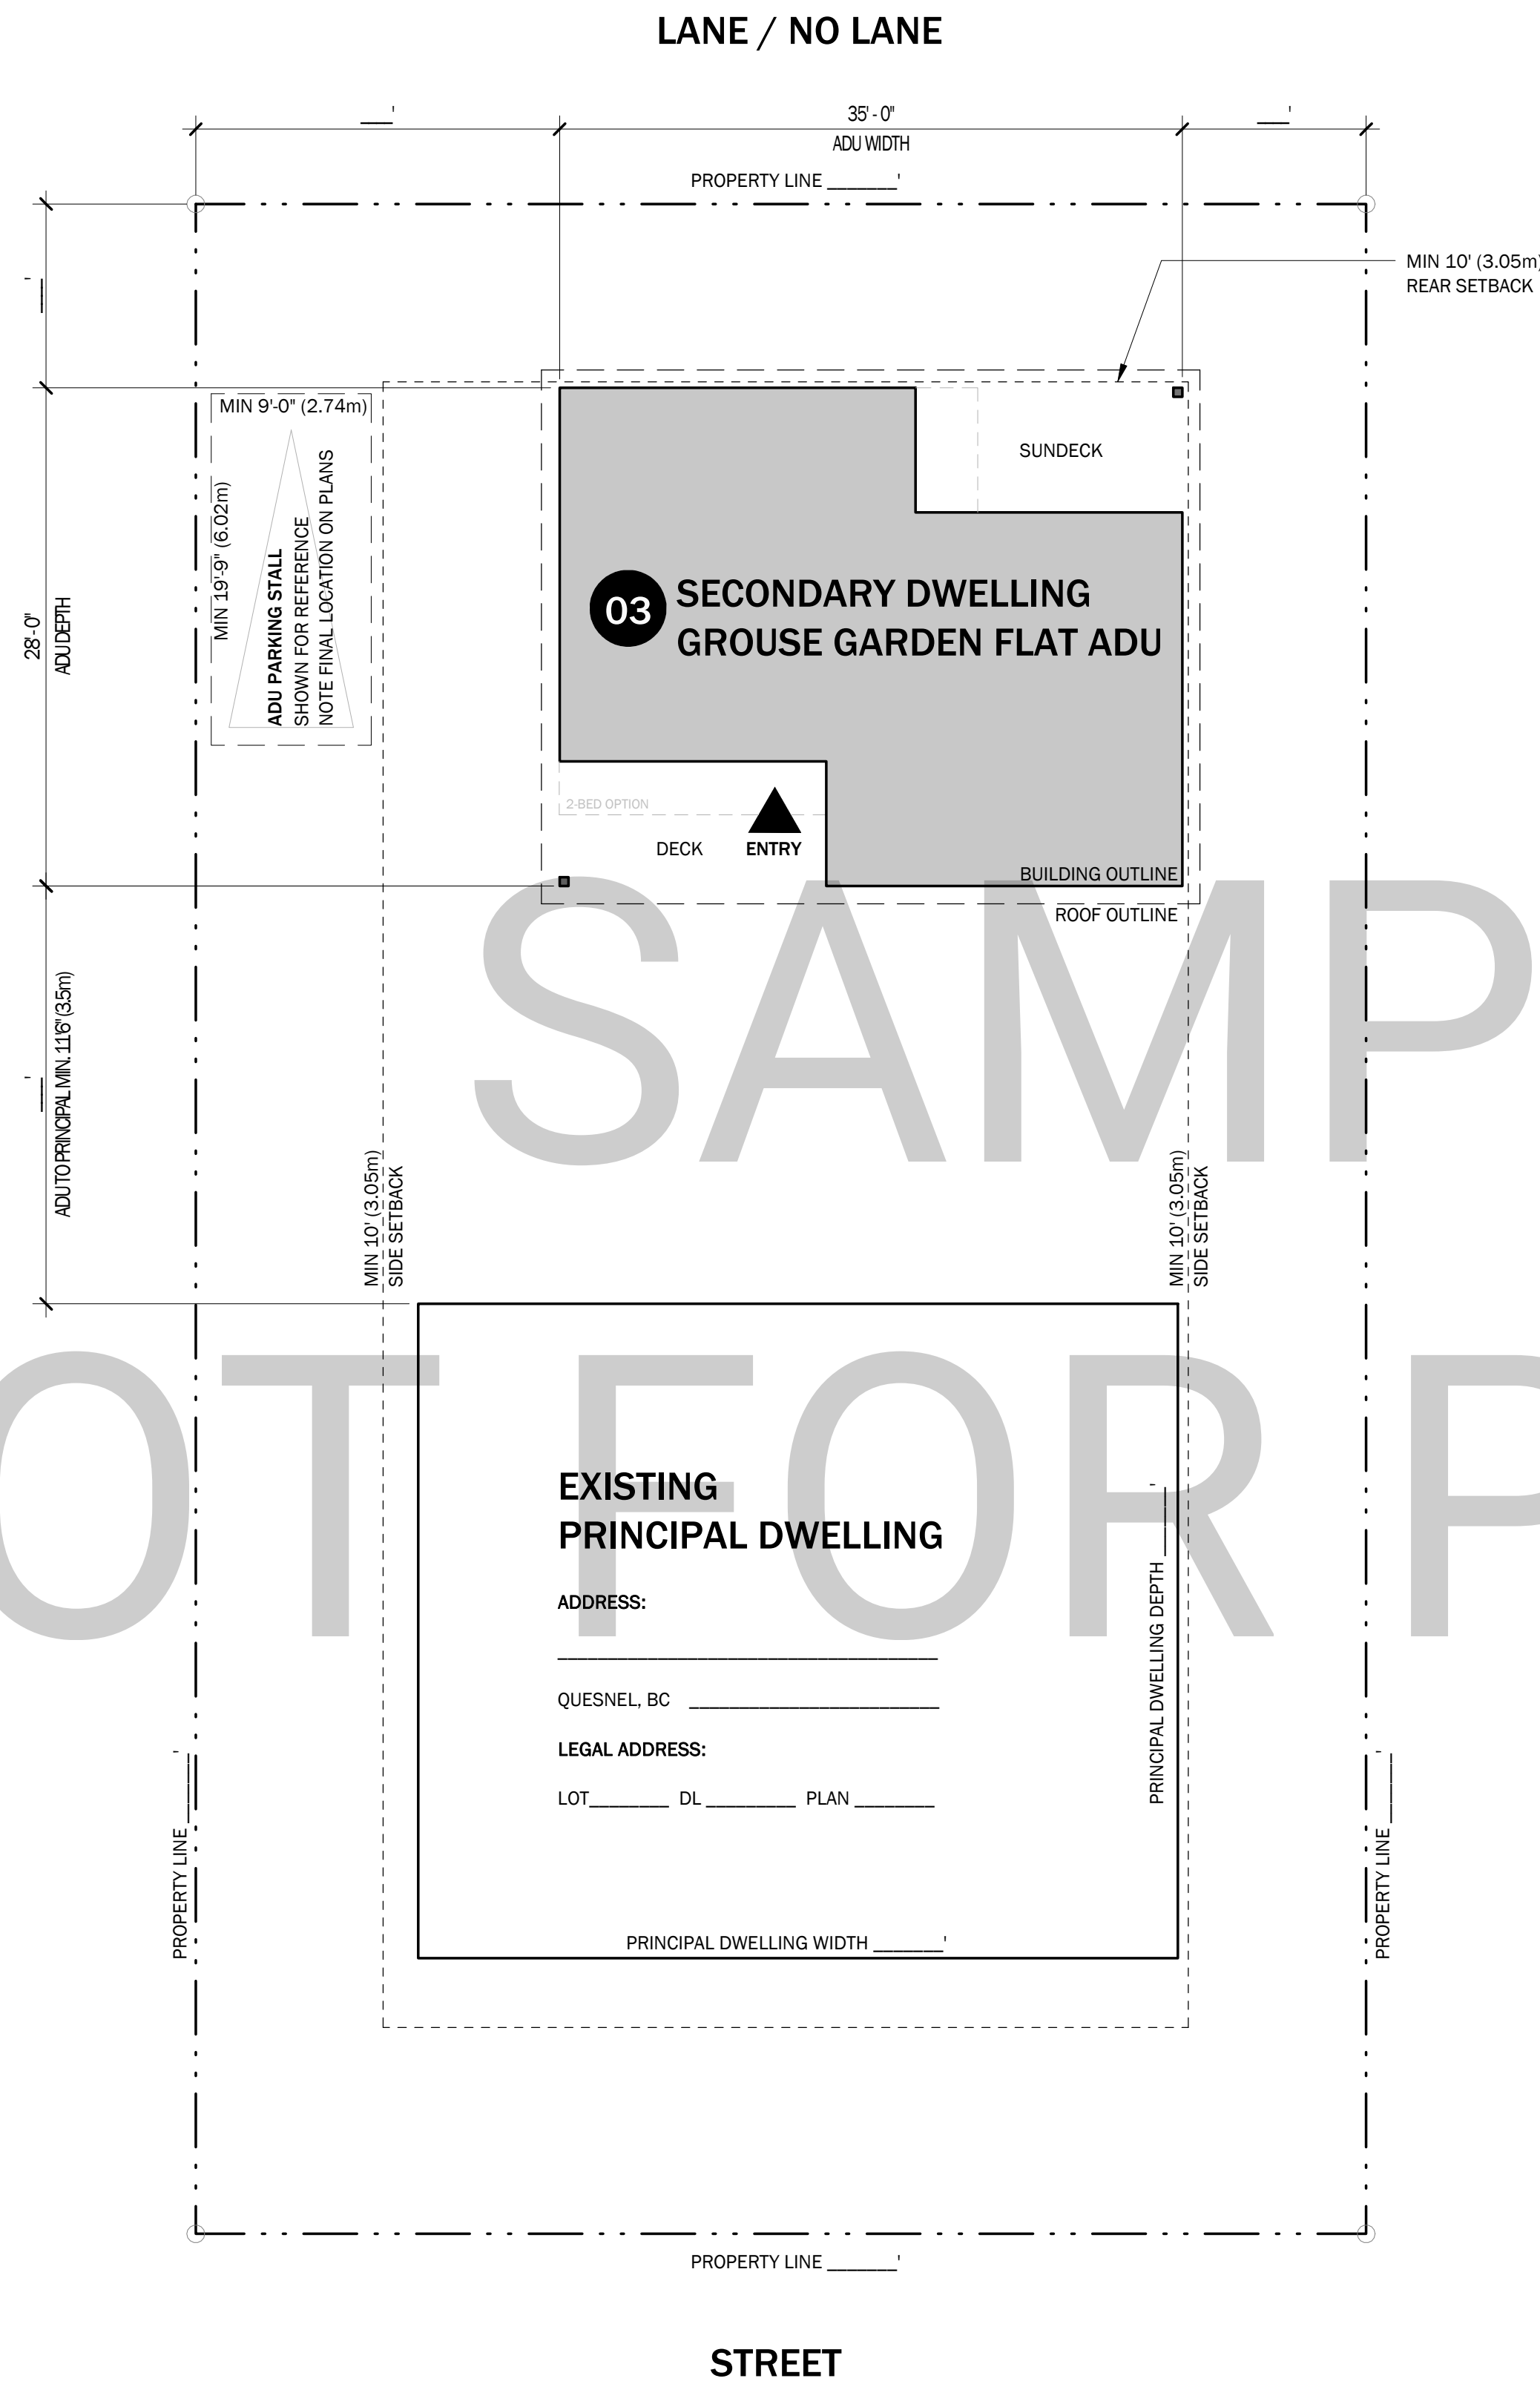 LANE / NO LANE
___'
35' - 0"
___'
ADU WIDTH
PROPERTY LINE _______'
MIN 10' (3.05m)
REAR SETBACK
___'
MIN 9'-0" (2.74m)
MIN 19'-9" (6.02m)
ADU PARKING STALL
SHOWN FOR REFERENCE
NOTE FINAL LOCATION ON PLANS
SUNDECK
28'-0"
ADU DEPTH
03
SECONDARY DWELLING
GROUSE GARDEN FLAT ADU
2-BED OPTION
DECK
ENTRY
BUILDING OUTLINE
ROOF OUTLINE
SAMP
___'
ADU TO PRINCIPAL MIN. 11'6" (3.5m)
MIN 10' (3.05m)
SIDE SETBACK
MIN 10' (3.05m)
SIDE SETBACK
OT FOR P
EXISTING
PRINCIPAL DWELLING
ADDRESS:
______________________________________
QUESNEL, BC _________________________
LEGAL ADDRESS:
LOT________ DL _________ PLAN ________
PRINCIPAL DWELLING DEPTH _______'
PRINCIPAL DWELLING WIDTH _______'
PROPERTY LINE _______'
PROPERTY LINE _______'
PROPERTY LINE _______'
STREET